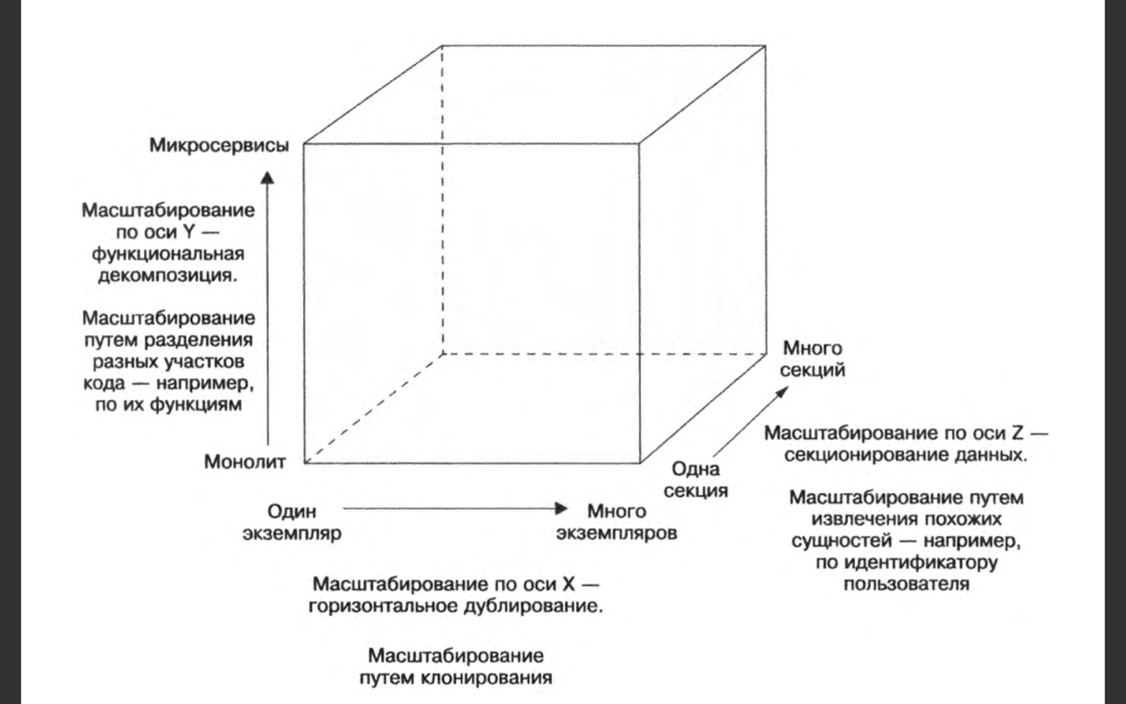 Микросервисы
Масштабирование
по оси Y —
функциональная
декомпозиция.
Масштабирование
путем разделения
разных участков
кода — например,
по их функциям
Монолит
Один
экземпляр
Много
экземпляров
Одна
секция
Много
секций
Масштабирование по оси Z —
секционирование данных.
Масштабирование путем
извлечения похожих
сущностей — например,
по идентификатору
пользователя
Масштабирование по оси X —
горизонтальное дублирование.
Масштабирование
путем клонирования